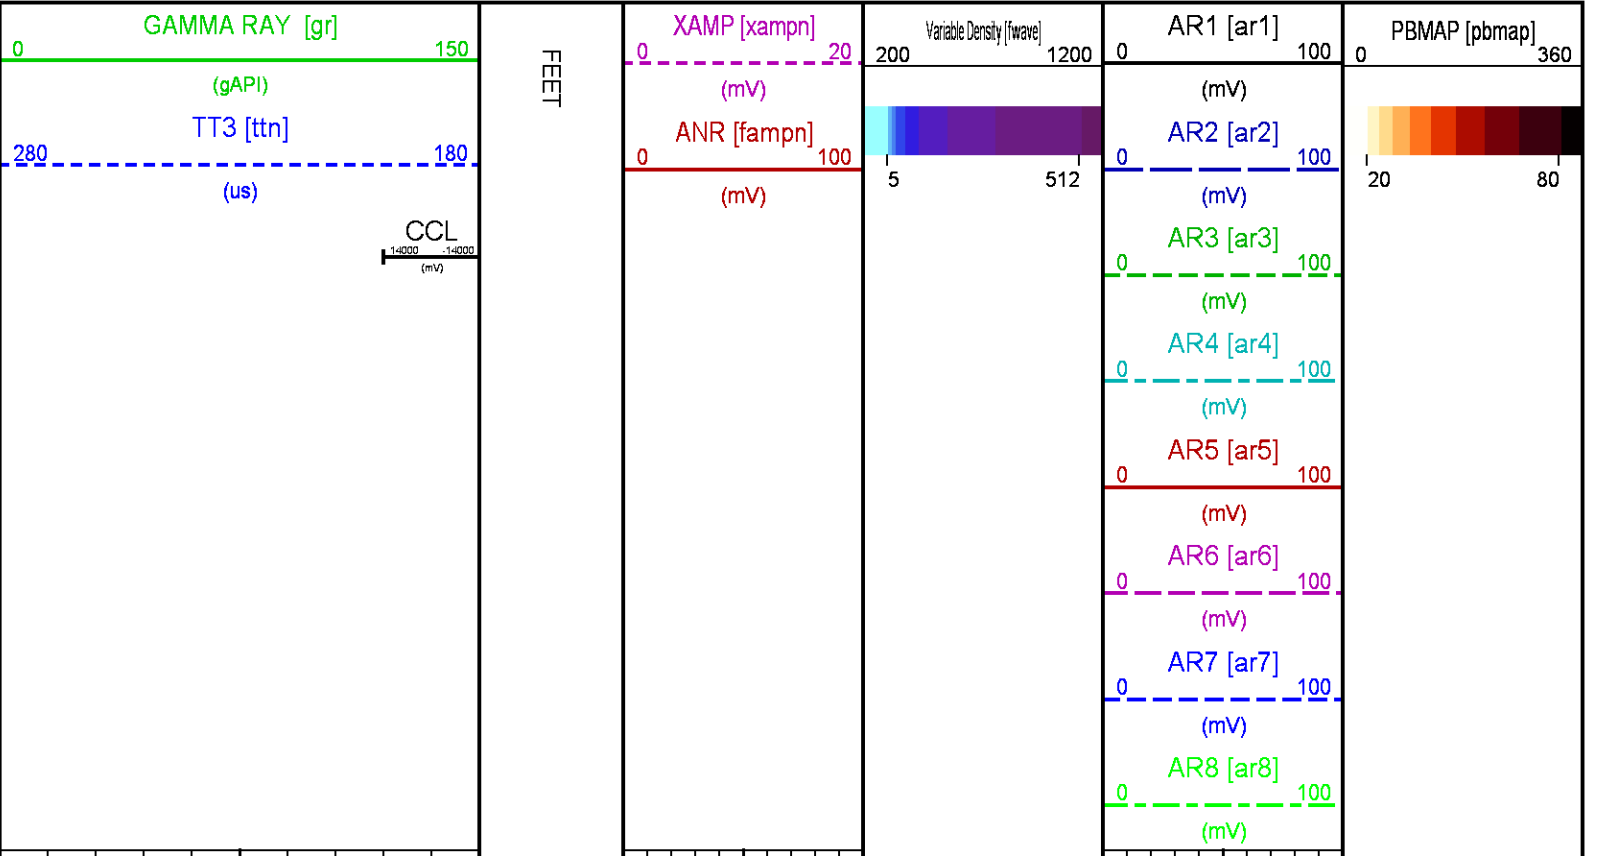 GAMMA RAY [gr]
0 150
(gAPI)
TT3 [ttn]
280 180
(us)
CCL
14000 -14000
(mV)
FEET
XAMP [xampn]
0 20
(mV)
ANR [fampn]
0 100
(mV)
Variable Density [fwave]
200 1200
5 512
AR1 [ar1]
0 100
(mV)
AR2 [ar2]
0 100
(mV)
AR3 [ar3]
0 100
(mV)
AR4 [ar4]
0 100
(mV)
AR5 [ar5]
0 100
(mV)
AR6 [ar6]
0 100
(mV)
AR7 [ar7]
0 100
(mV)
AR8 [ar8]
0 100
(mV)
PBMAP [pbmap]
0 360
20 80